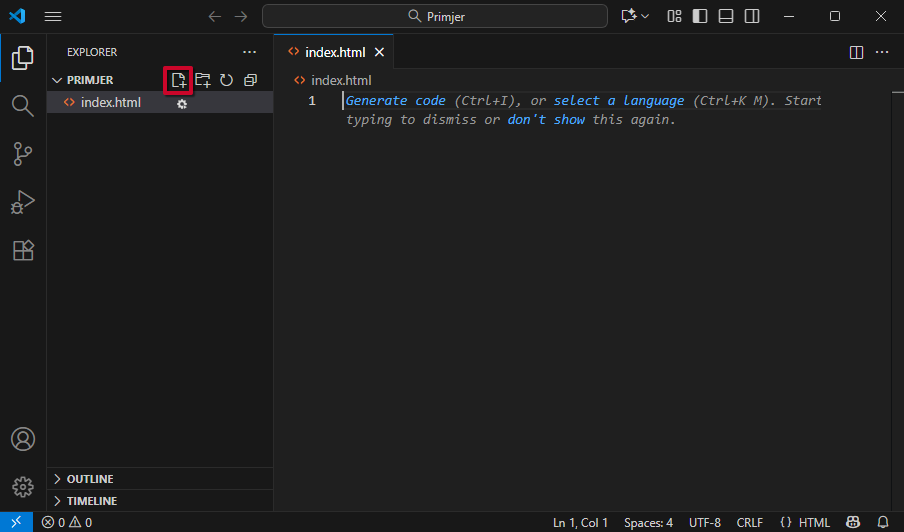 Primjer
EXPLORER
PRIMJER
index.html
OUTLINE
TIMELINE
index.html
index.html
1
Generate code (Ctrl+I), or select a language (Ctrl+K M). Start
typing to dismiss or don't show this again.
0 0
Ln 1, Col 1
Spaces: 4
UTF-8
CRLF
{ } HTML